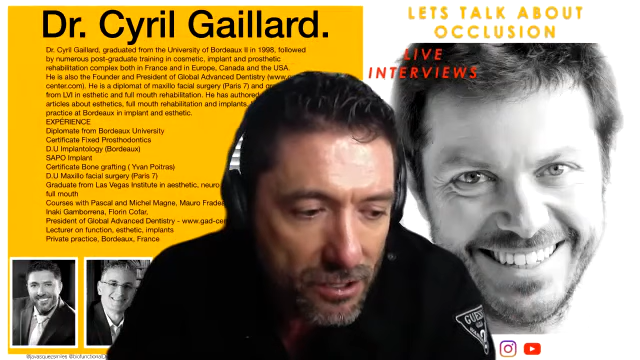 Dr. Cyril Gaillard.
LETS TALK ABOUT
OCCLUSION
LIVE
INTERVIEWS
Dr. Cyril Gaillard, graduated from the University of Bordeaux II in 1998, followed
by numerous post-graduate training in cosmetic, implant and prosthetic
rehabilitation complex both in France and in Europe, Canada and the USA.
He is also the Founder and President of Global Advanced Dentistry
center.com). He is a diplomat of maxillo facial surgery (Paris 7) and
from LVI in esthetic and full mouth rehabilitation. He has authored
articles about esthetics, full mouth rehabilitation and implants.
practice at Bordeaux in implant and esthetic.
EXPÉRIENCE
Diplomate from Bordeaux University
Certificate Fixed Prosthodontics
D.U Implantology (Bordeaux)
SAPO Implant
Certificate Bone grafting ( Yvan Poitras)
D.U Maxillo facial surgery (Paris 7)
Graduate from Las Vegas Institute in aesthetic,
full mouth
Courses with Pascal and Michel Magne, Mauro
Inaki Gamborrena, Florin Cofar,
President of Global Advanced Dentistry -
Lecturer on function, esthetic, implants
Private practice, Bordeaux, France